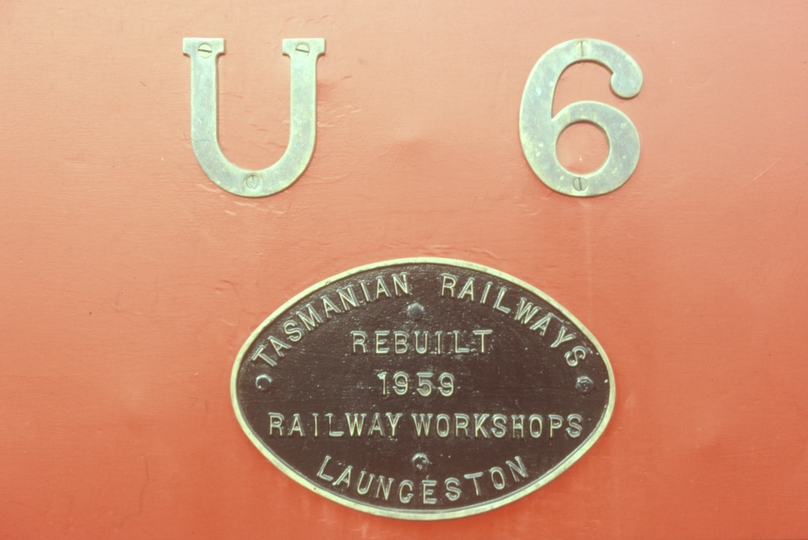 U 6
TASMANIAN RAILWAYS
REBUILT
1959
RAILWAY WORKSHOPS
LAUNCESTON